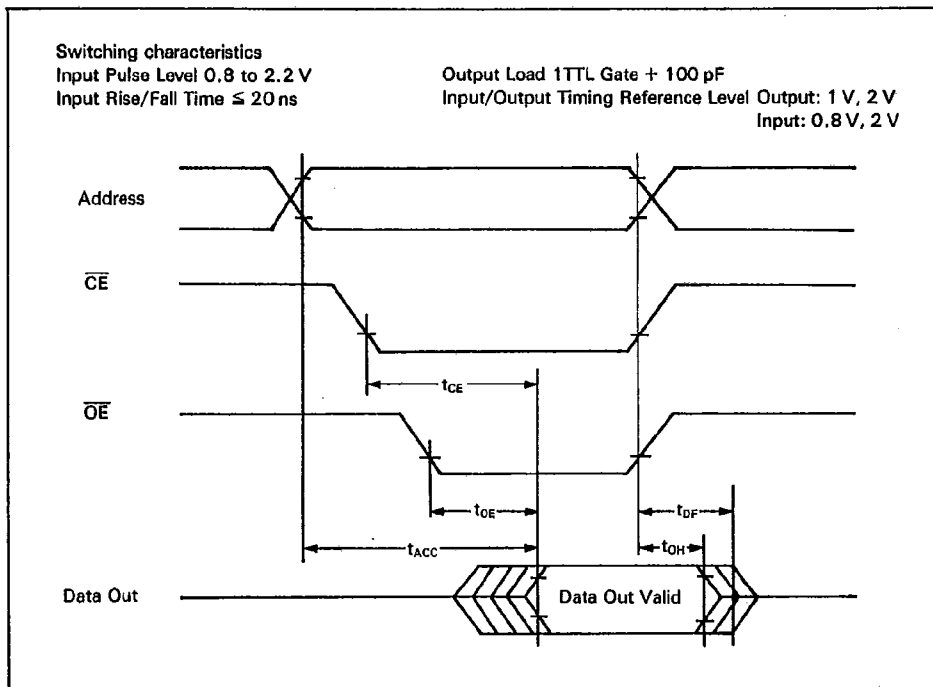 Switching characteristics
Input Pulse Level 0.8 to 2.2 V
Input Rise/Fall Time ≦ 20 ns
Output Load 1TTL Gate + 100 pF
Input/Output Timing Reference Level Output: 1 V, 2 V
Input: 0.8 V, 2 V
Address
C̅E̅
tCE
O̅E̅
tOE
tDF
tACC
tOH
Data Out
Data Out Valid